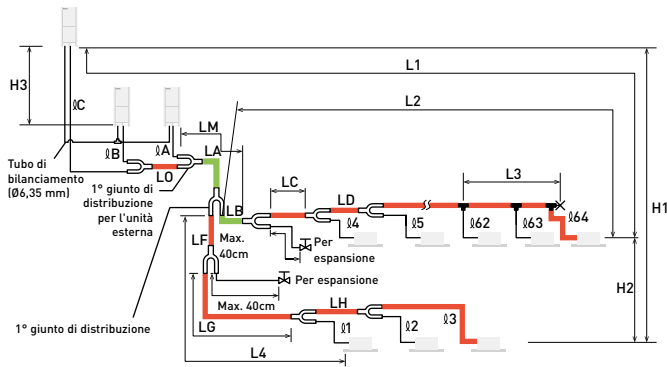 L1
H3
ℓC
L2
LM
ℓB
ℓA
LA
L3
Tubo di
bilanciamento
(Ø6,35 mm)
LO
1° giunto di
distribuzione
per l'unità
esterna
LC
LD
LB
H1
ℓ4
ℓ5
ℓ62
ℓ63
ℓ64
LF
Max.
40cm
Per
espansione
H2
Per espansione
Max. 40cm
1° giunto di distribuzione
LH
LG
ℓ1
ℓ2
ℓ3
L4